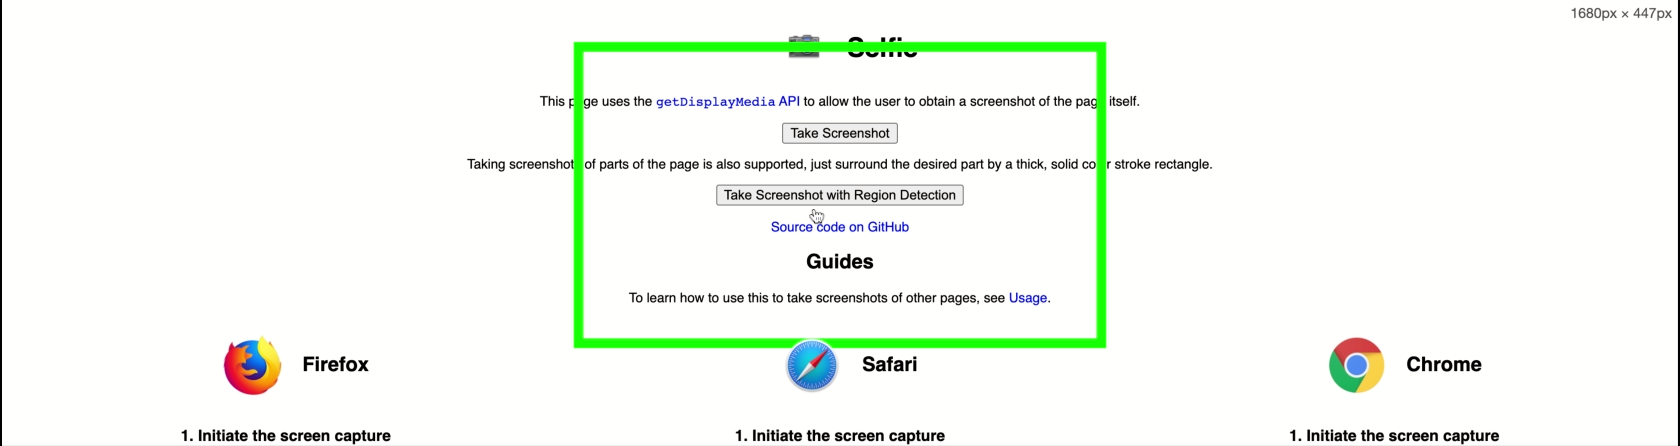 1680px × 447px
Selfie
This page uses the getDisplayMedia API to allow the user to obtain a screenshot of the page itself.
Take Screenshot
Taking screenshots of parts of the page is also supported, just surround the desired part by a thick, solid color stroke rectangle.
Take Screenshot with Region Detection
Source code on GitHub
Guides
To learn how to use this to take screenshots of other pages, see Usage.
Firefox
Safari
Chrome
1. Initiate the screen capture
1. Initiate the screen capture
1. Initiate the screen capture